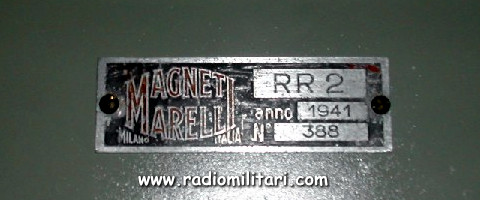 MAGNETI
MARELLI
MILANO ITALIA
RR 2
anno 1941
N° 388
www.radiomilitari.com